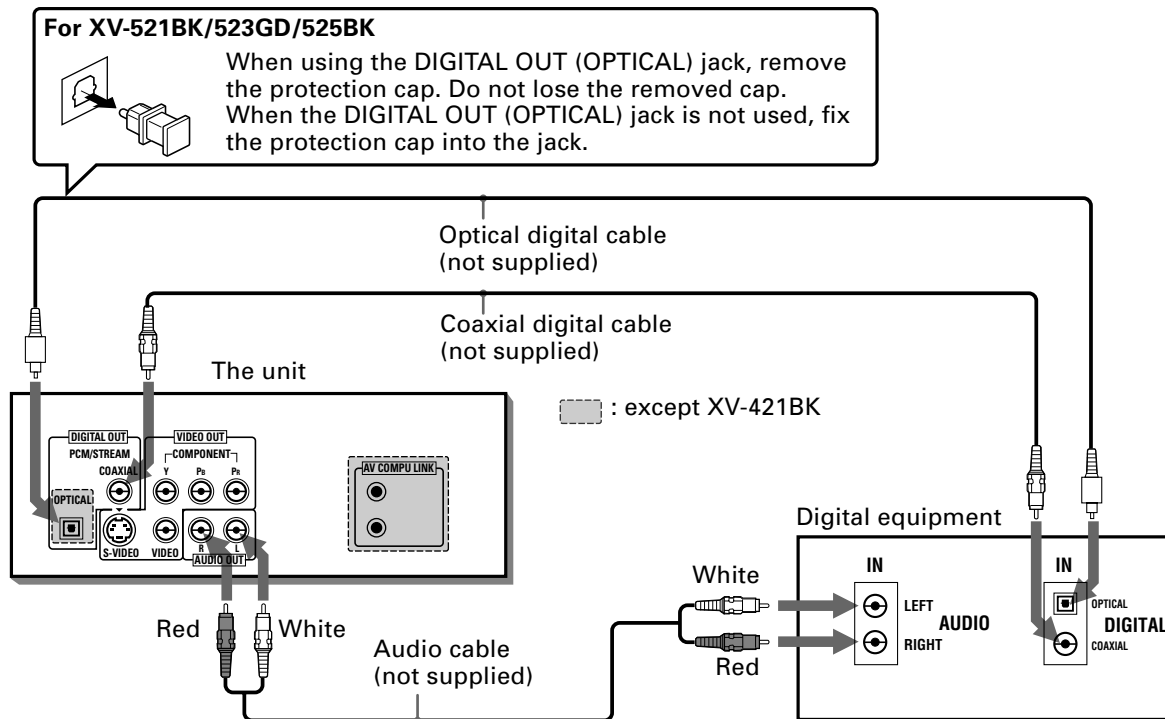 For XV-521BK/523GD/525BK
When using the DIGITAL OUT (OPTICAL) jack, remove
the protection cap. Do not lose the removed cap.
When the DIGITAL OUT (OPTICAL) jack is not used, fix
the protection cap into the jack.
Optical digital cable
(not supplied)
Coaxial digital cable
(not supplied)
The unit
: except XV-421BK
DIGITAL OUT
PCM/STREAM
COAXIAL
OPTICAL
VIDEO OUT
COMPONENT
Y PB PR
S-VIDEO VIDEO
R L
AUDIO OUT
AV COMPU LINK
Red
White
Audio cable
(not supplied)
White
Red
Digital equipment
IN
LEFT
RIGHT
AUDIO
IN
OPTICAL
COAXIAL
DIGITAL